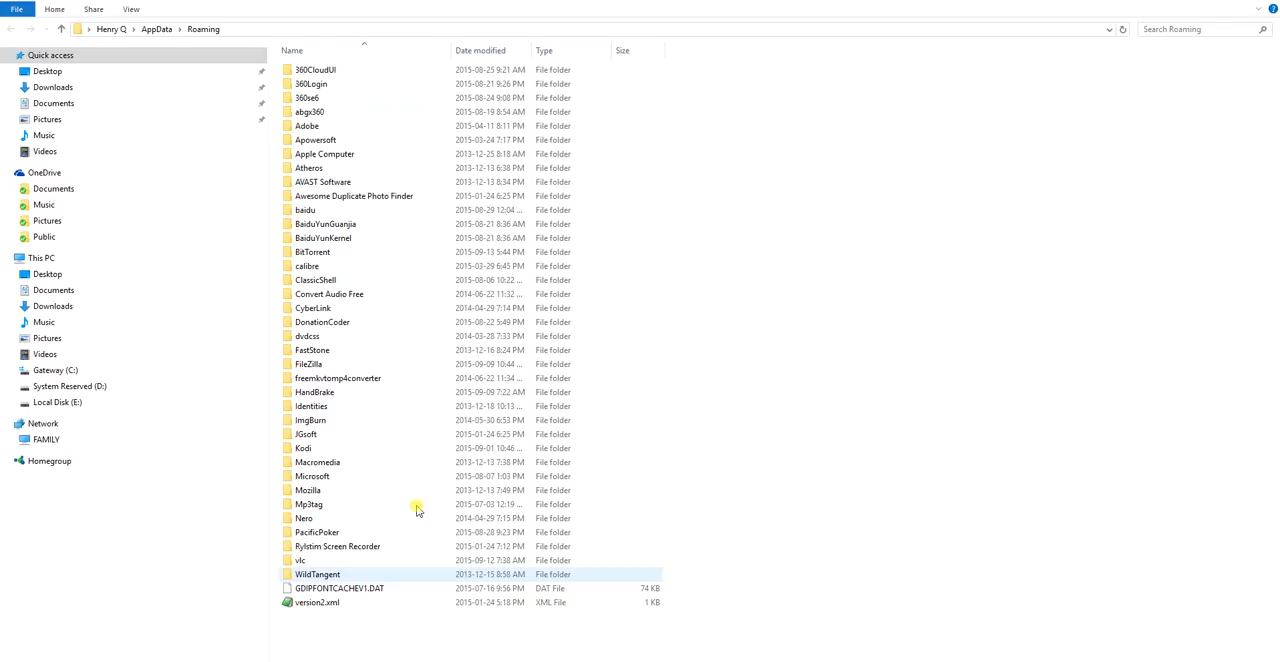 File Home Share View
Henry Q AppData Roaming Search Roaming
Name Date modified Type Size
Quick access
Desktop
Downloads
Documents
Pictures
Music
Videos
OneDrive
Documents
Music
Pictures
Public
This PC
Desktop
Documents
Downloads
Music
Pictures
Videos
Gateway (C:)
System Reserved (D:)
Local Disk (E:)
Network
FAMILY
Homegroup
360CloudUI 2015-08-25 9:21 AM File folder
360Login 2015-08-21 9:26 PM File folder
360se6 2015-08-24 9:08 PM File folder
abgx360 2015-08-19 8:54 AM File folder
Adobe 2015-04-11 8:11 PM File folder
Apowersoft 2015-03-24 7:17 PM File folder
Apple Computer 2013-12-25 8:18 AM File folder
Atheros 2013-12-13 6:38 PM File folder
AVAST Software 2013-12-13 8:34 PM File folder
Awesome Duplicate Photo Finder 2015-01-24 6:25 PM File folder
baidu 2015-08-29 12:04 ... File folder
BaiduYunGuanjia 2015-08-21 8:36 AM File folder
BaiduYunKernel 2015-08-21 8:36 AM File folder
BitTorrent 2015-09-13 5:44 PM File folder
calibre 2015-03-29 6:45 PM File folder
ClassicShell 2015-08-06 10:22 ... File folder
Convert Audio Free 2014-06-22 11:32 ... File folder
CyberLink 2014-04-29 7:14 PM File folder
DonationCoder 2015-08-22 5:49 PM File folder
dvdcss 2014-03-28 7:33 PM File folder
FastStone 2013-12-16 8:24 PM File folder
FileZilla 2015-09-09 10:44 ... File folder
freemkvtomp4converter 2014-06-22 11:34 ... File folder
HandBrake 2015-09-09 7:22 AM File folder
Identities 2013-12-18 10:13 ... File folder
ImgBurn 2014-05-30 6:53 PM File folder
JGsoft 2015-01-24 6:25 PM File folder
Kodi 2015-09-01 10:46 ... File folder
Macromedia 2013-12-13 7:38 PM File folder
Microsoft 2015-08-07 1:03 PM File folder
Mozilla 2013-12-13 7:49 PM File folder
Mp3tag 2015-07-03 12:19 ... File folder
Nero 2014-04-29 7:15 PM File folder
PacificPoker 2015-08-28 9:23 PM File folder
Rylstim Screen Recorder 2015-01-24 7:12 PM File folder
vlc 2015-09-12 7:38 AM File folder
WildTangent 2013-12-15 8:58 AM File folder
GDIPFONTCACHEV1.DAT 2015-07-16 9:56 PM DAT File 74 KB
version2.xml 2015-01-24 5:18 PM XML File 1 KB